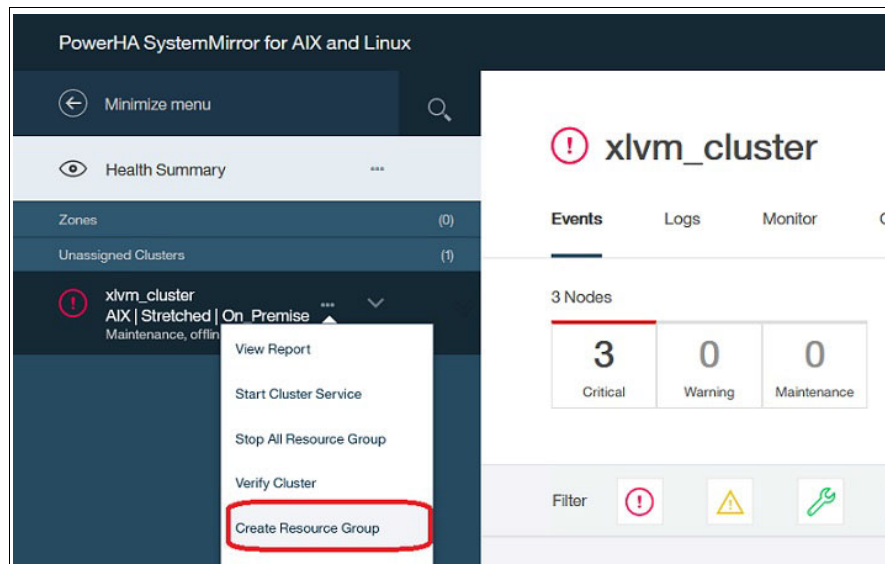 PowerHA SystemMirror for AIX and Linux
Minimize menu
Health Summary
Zones (0)
Unassigned Clusters (1)
xlvm_cluster
AIX | Stretched | On_Premise
Maintenance, offlin
View Report
Start Cluster Service
Stop All Resource Group
Verify Cluster
Create Resource Group
xlvm_cluster
Events Logs Monitor
3 Nodes
3 0 0
Critical Warning Maintenance
Filter